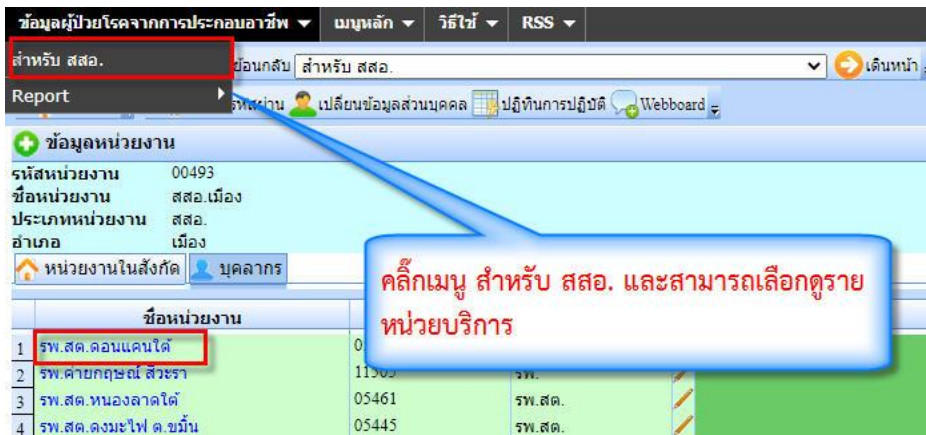 ข้อมูลผู้ป่วยโรคจากการประกอบอาชีพ เมนูหลัก วิธีใช้ RSS
สำหรับ สสอ. ย้อนกลับ สำหรับ สสอ. เดินหน้า
Report รหัสผ่าน เปลี่ยนข้อมูลส่วนบุคคล ปฏิทินการปฏิบัติ Webboard
ข้อมูลหน่วยงาน
รหัสหน่วยงาน 00493
ชื่อหน่วยงาน สสอ.เมือง
ประเภทหน่วยงาน สสอ.
อำเภอ เมือง
หน่วยงานในสังกัด บุคลากร
คลิ๊กเมนู สำหรับ สสอ. และสามารถเลือกดูราย
หน่วยบริการ
ชื่อหน่วยงาน
1 รพ.สต.ดอนแคนใต้
2 รพ.ค่ายกฤษณ์ สีวะรา 11505 รพ.
3 รพ.สต.หนองลาดใต้ 05461 รพ.สต.
4 รพ.สต.ดงมะไฟ ต.ขมิ้น 05445 รพ.สต.